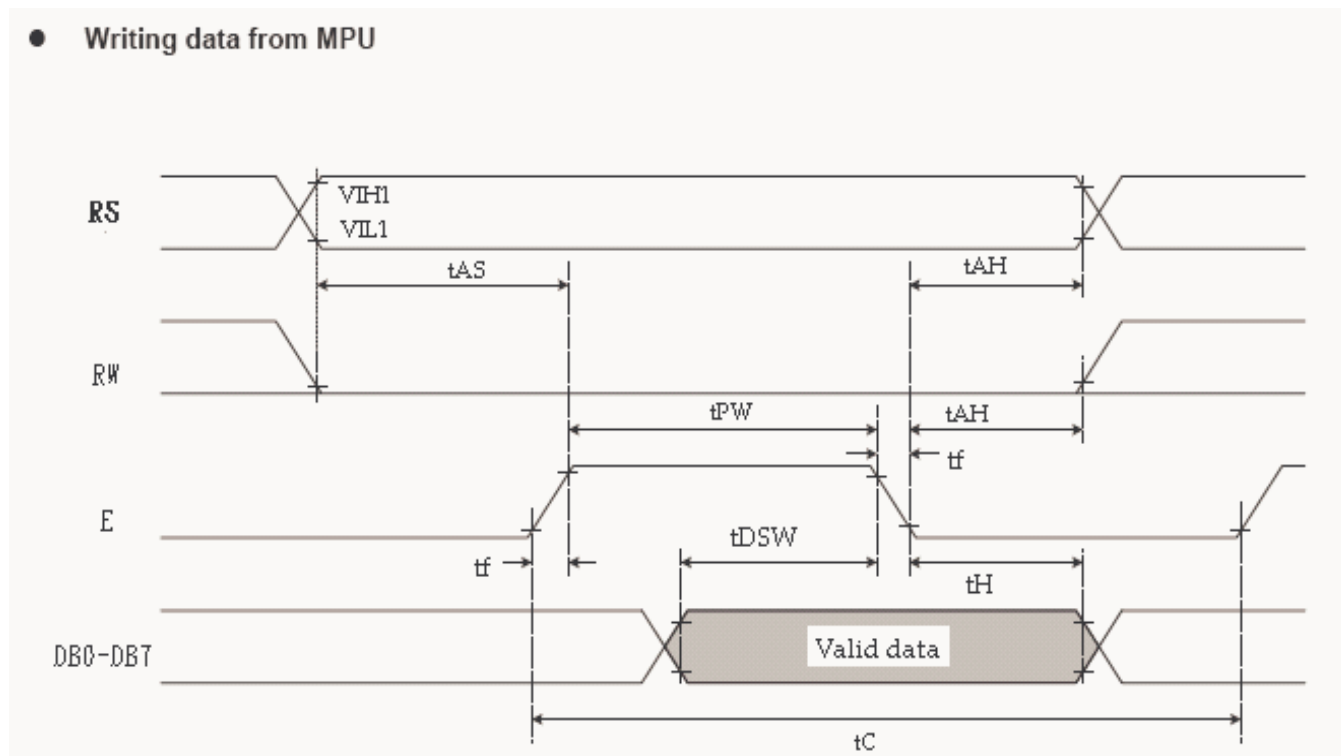 Writing data from MPU
VIH1
RS
VIL1
tAS
tAH
RW
tPW
tAH
tf
E
tDSW
tf
tH
DB0-DB7
Valid data
tC